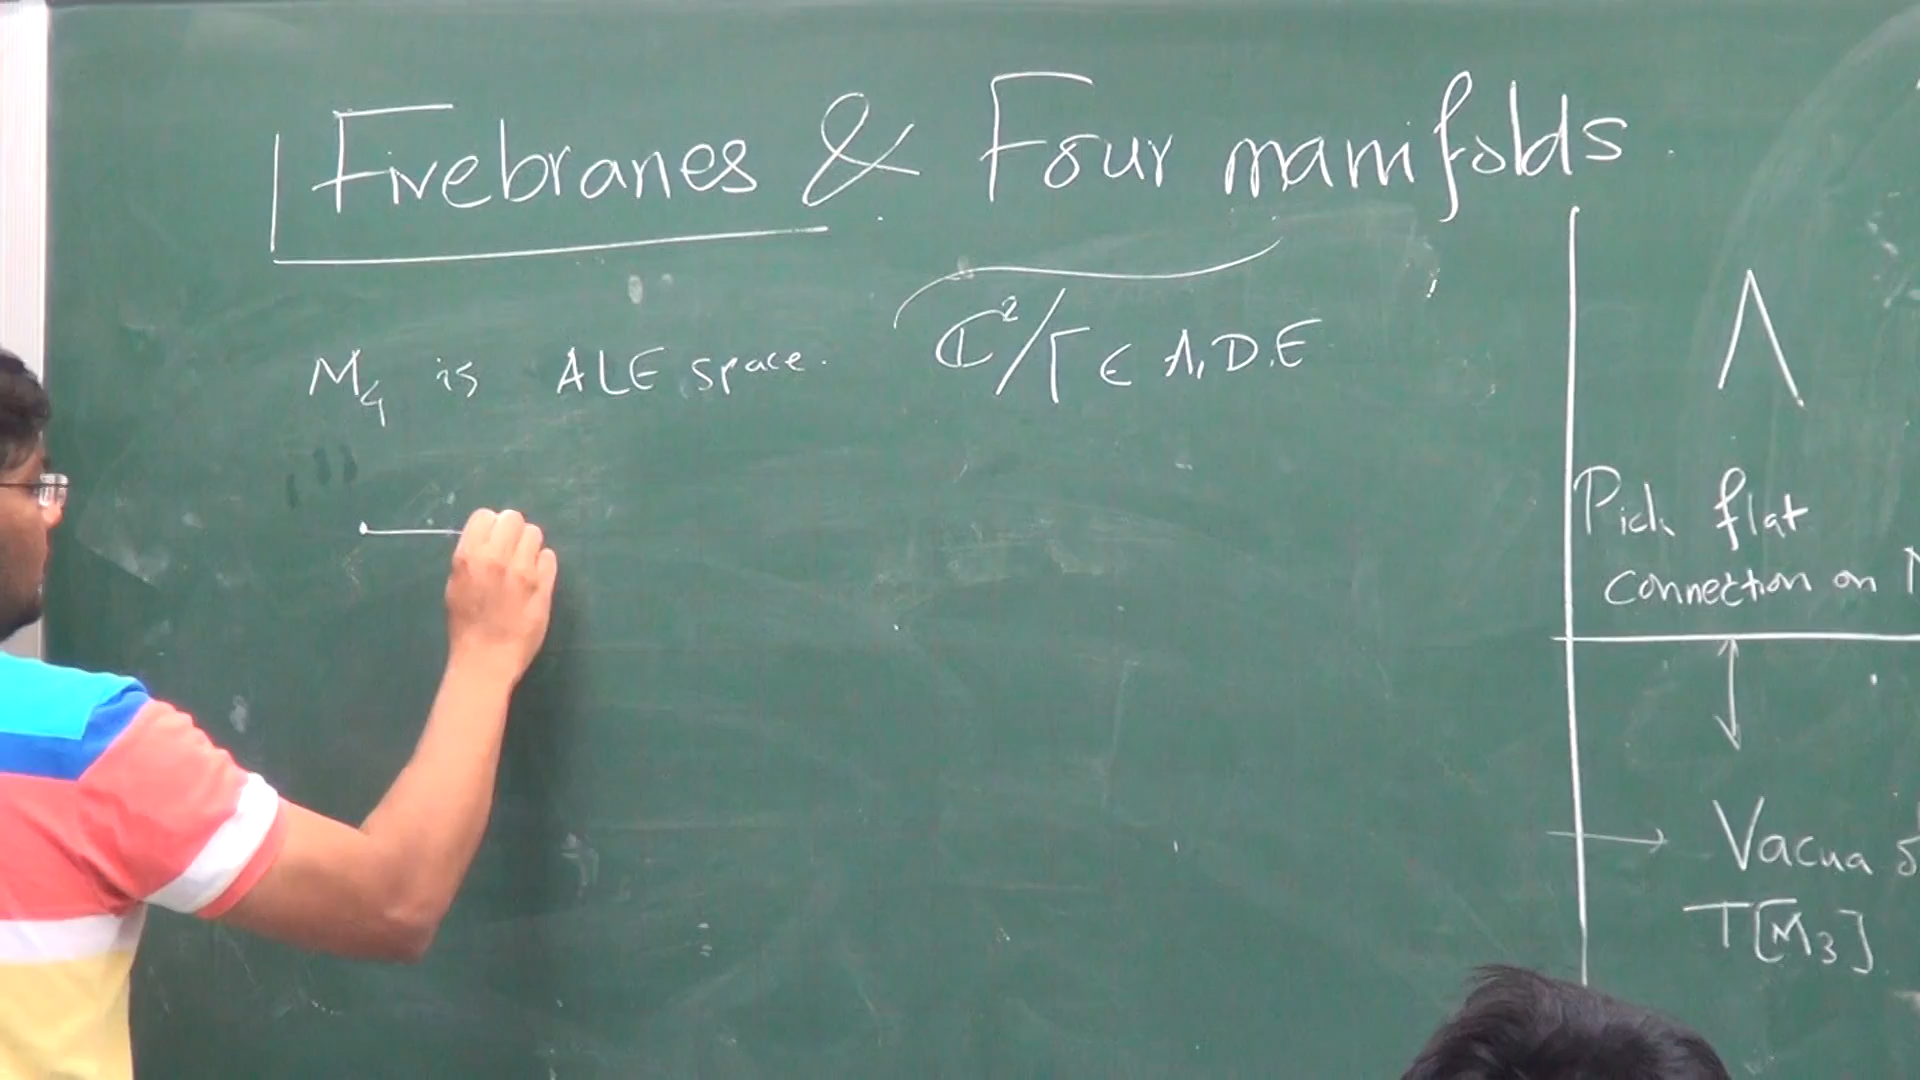 Fivebranes & Four manifolds.
M₄ is ALE space. ℂ²/Γ ∈ A, D, E
Λ
Pick flat
connection on
Vacua
T[M₃]